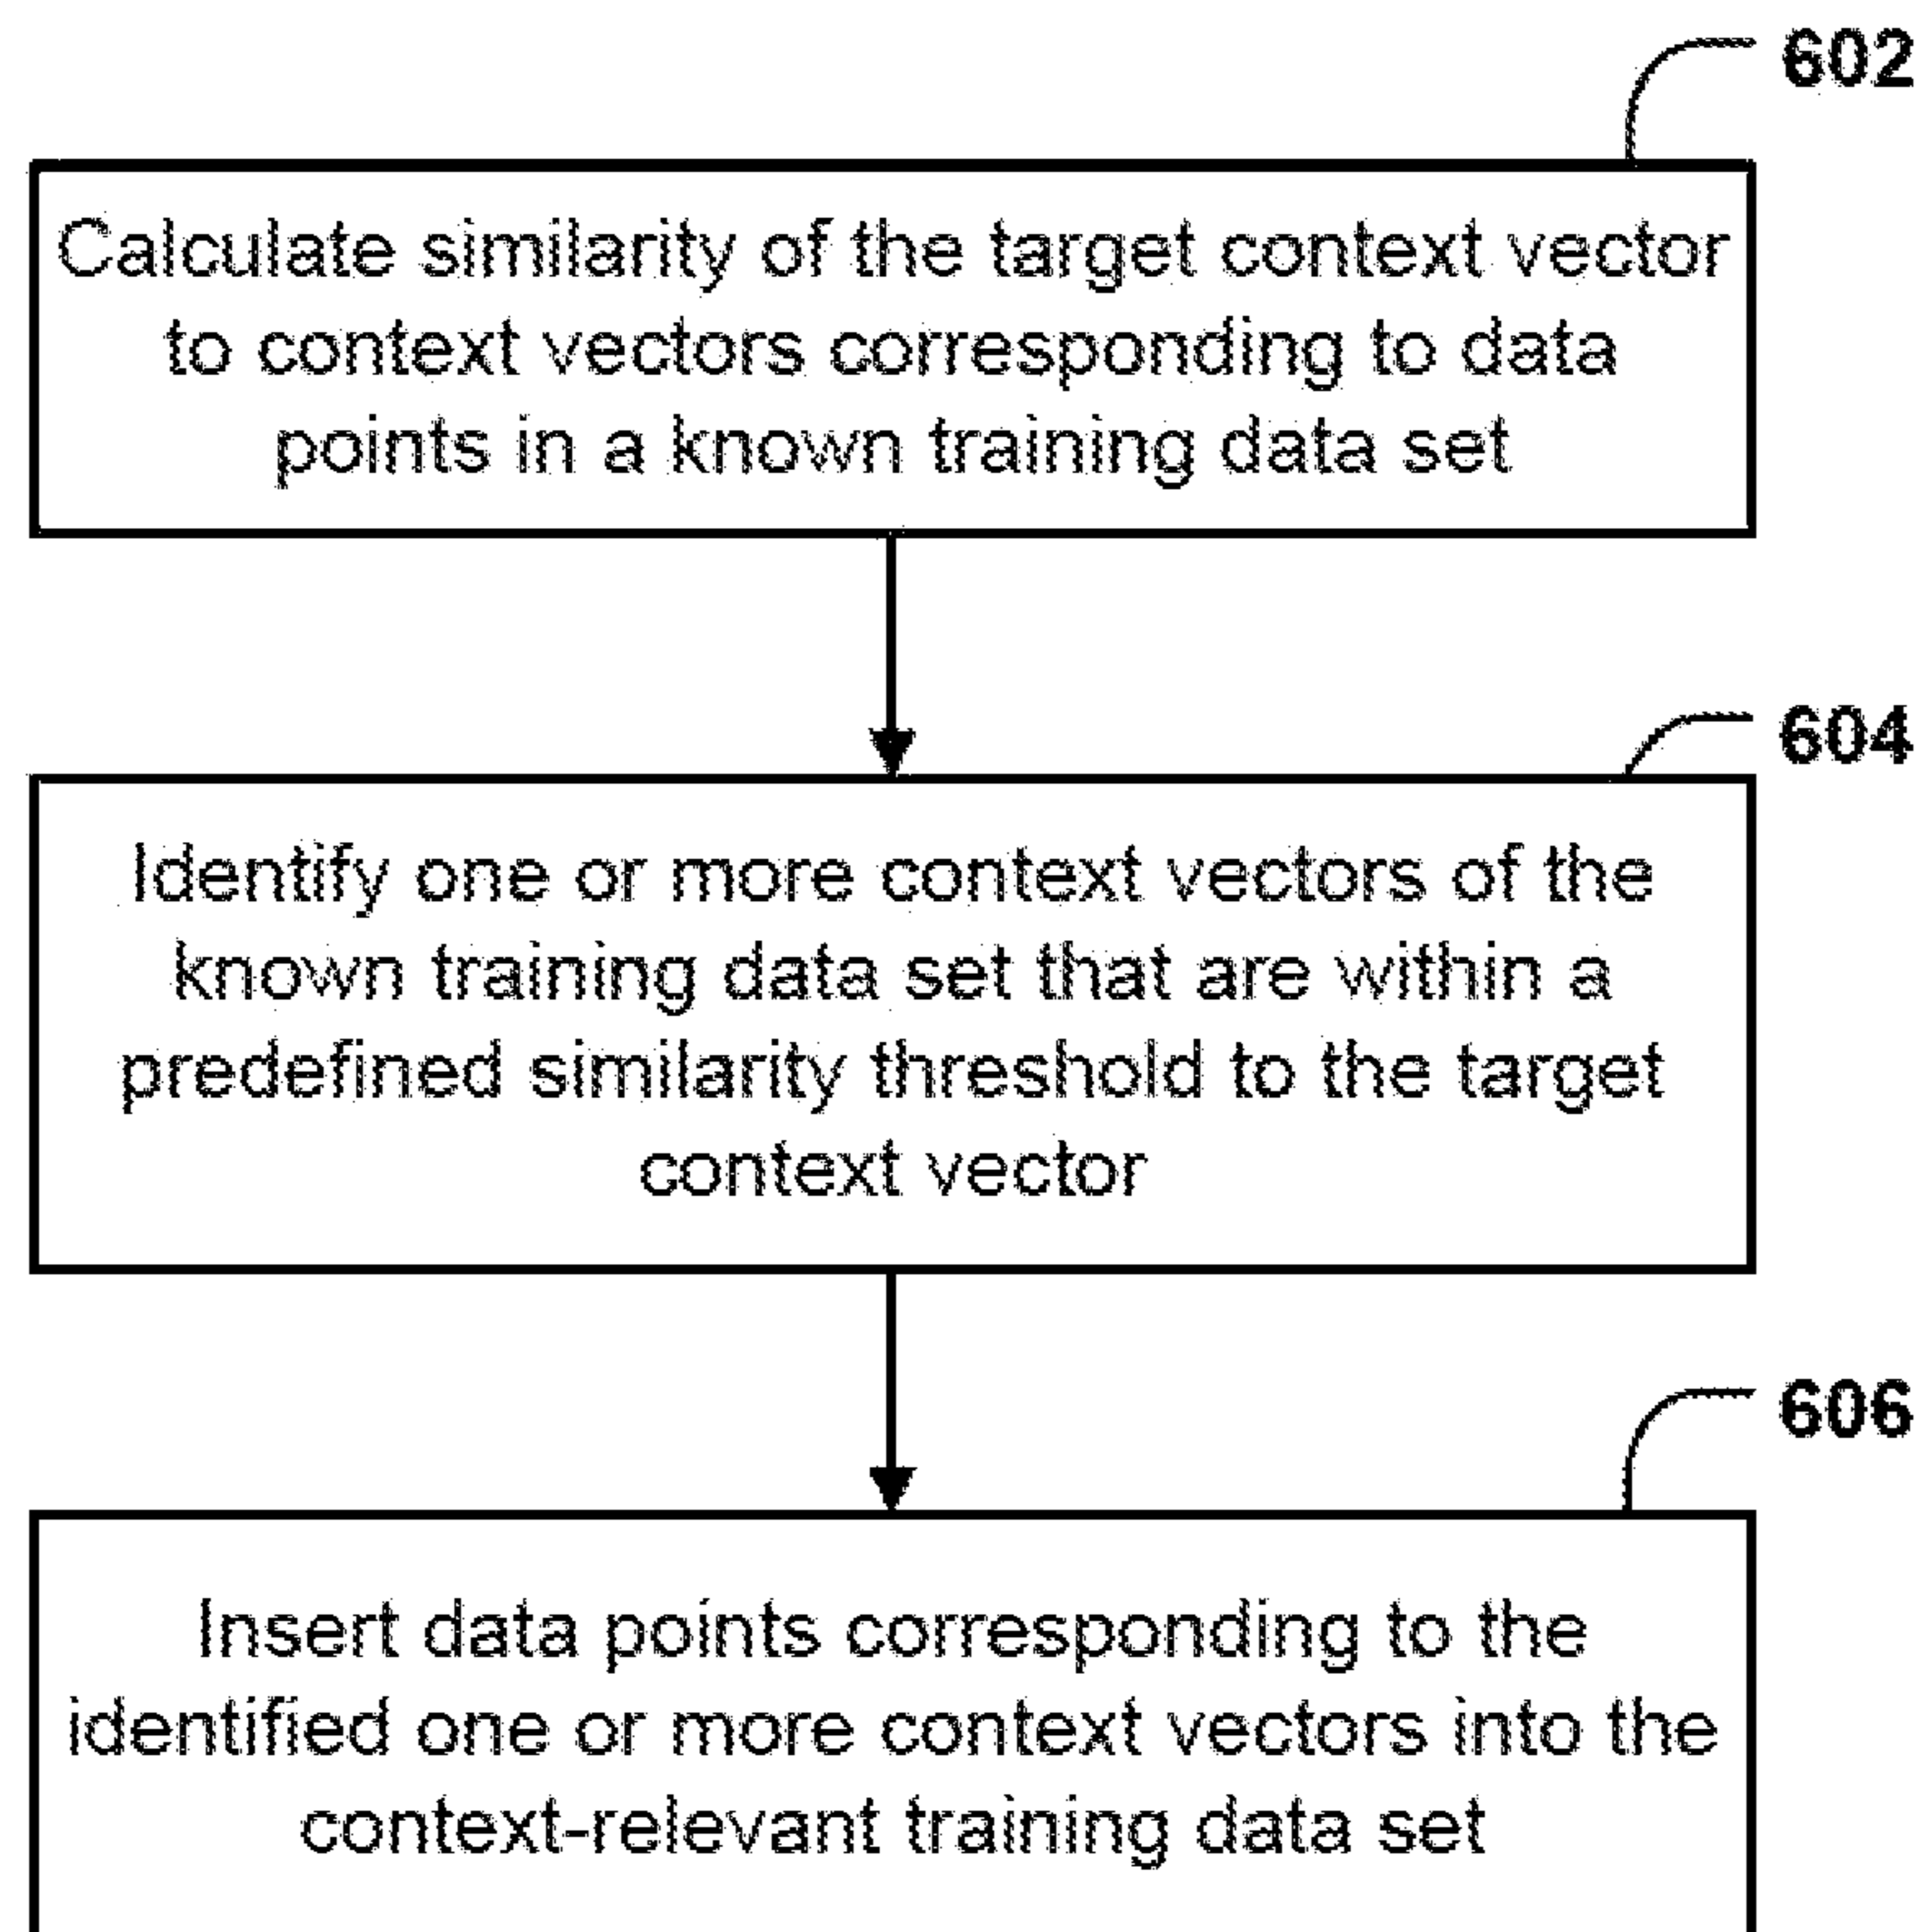 602
Calculate similarity of the target context vector
to context vectors corresponding to data
points in a known training data set
604
Identify one or more context vectors of the
known training data set that are within a
predefined similarity threshold to the target
context vector
606
Insert data points corresponding to the
identified one or more context vectors into the
context-relevant training data set